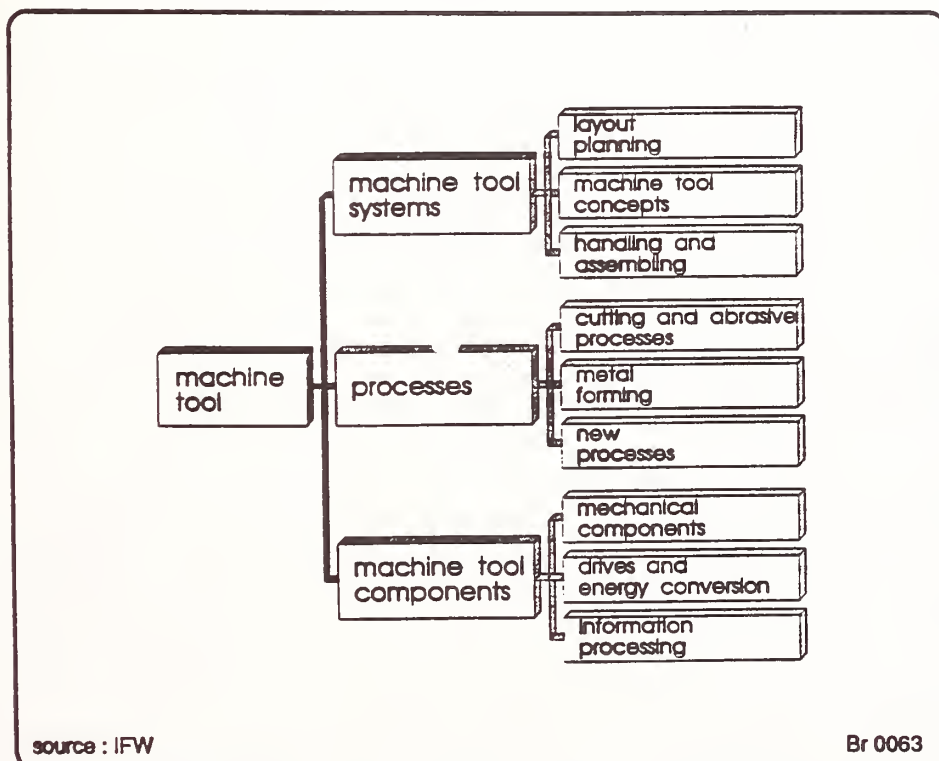 machine
tool
machine tool
systems
layout
planning
machine tool
concepts
handling and
assembling
processes
cutting and abrasive
processes
metal
forming
new
processes
machine tool
components
mechanical
components
drives and
energy conversion
information
processing
source : IFW
Br 0063